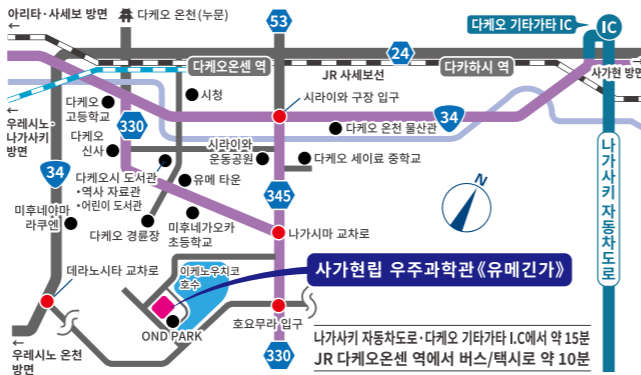 아리타·사세보 방면
←
다케오 온천(누문)
53
다케오 기타가타 IC
IC
24
다케오온센 역
JR 사세보선
다카하시 역
사가현 방면
→
←
우레시노·
나가사키
방면
다케오
고등학교
시청
시라이와 구장 입구
330
다케오 온천 물산관
34
다케오
신사
시라이와
운동공원
다케오 세이료 중학교
34
다케오시 도서관
·역사 자료관
·어린이 도서관
유메 타운
345
N
나가사키 자동차도로
미후네야마
라쿠엔
다케오 경륜장
미후네가오카
초등학교
나가시마 교차로
데라노시타 교차로
이케노우치코
호수
사가현립 우주과학관《유메긴가》
OND PARK
호요무라 입구
←
우레시노 온천
방면
330
나가사키 자동차도로·다케오 기타가타 I.C에서 약 15분
JR 다케오온센 역에서 버스/택시로 약 10분